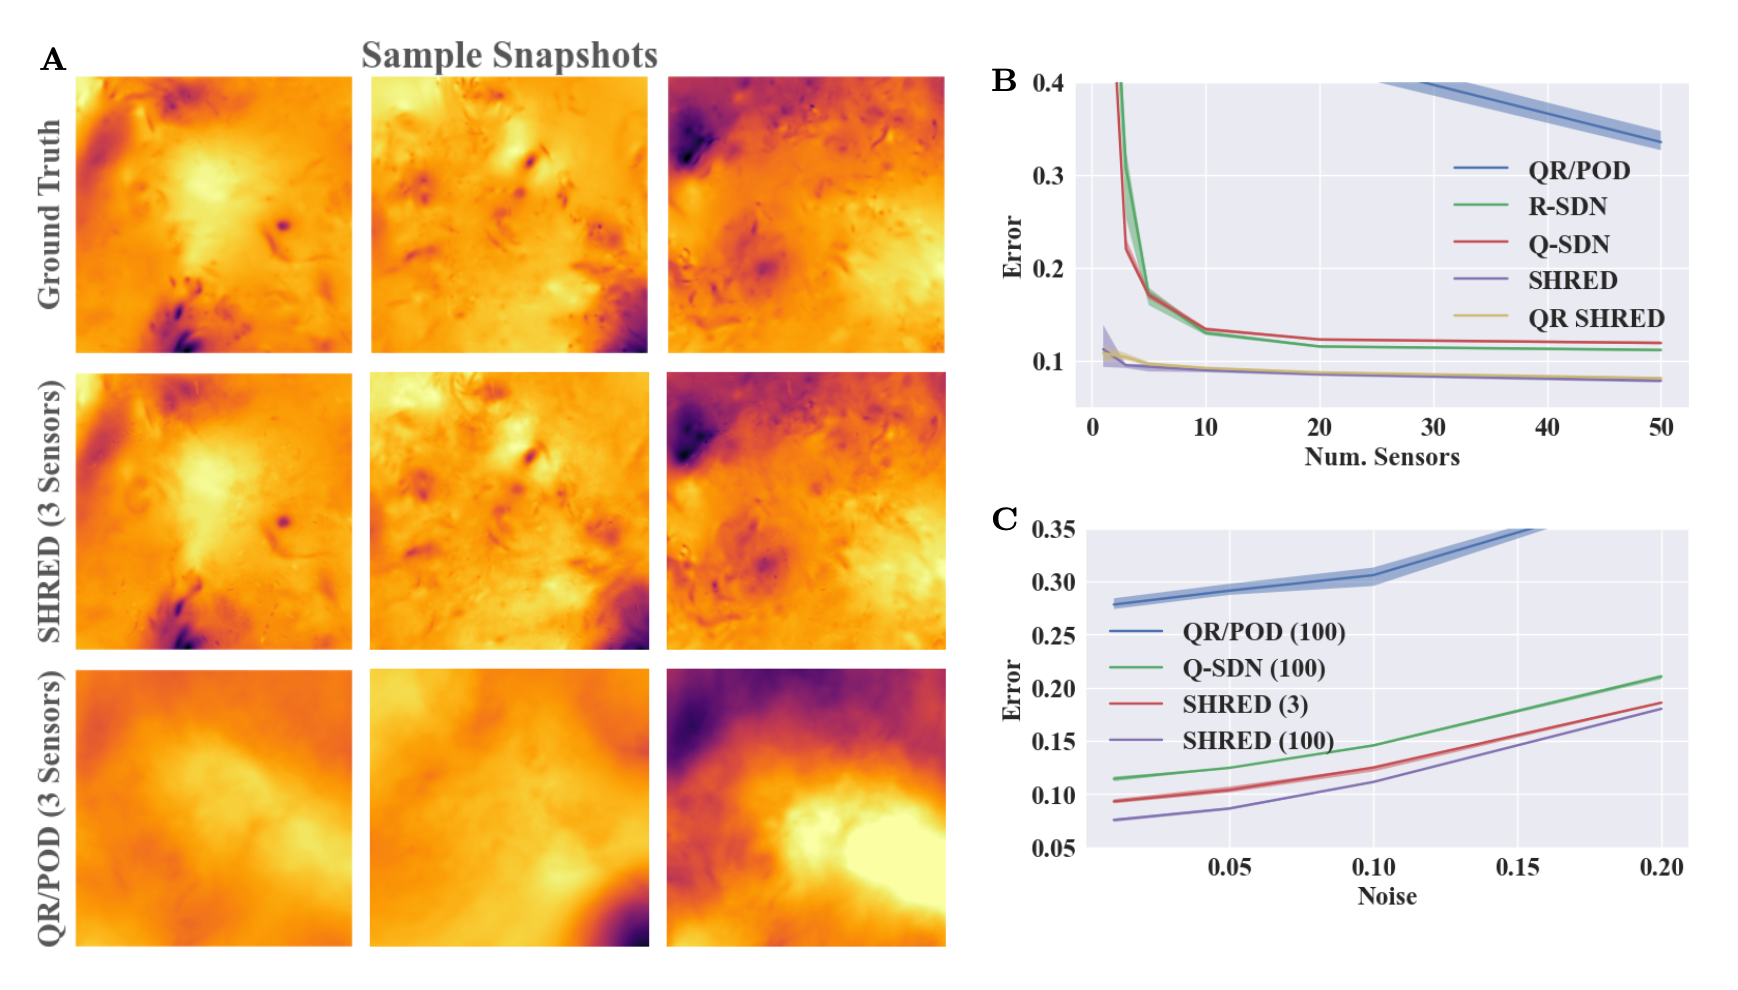 A
Sample Snapshots
Ground Truth
SHRED (3 Sensors)
QR/POD (3 Sensors)
B
0.4
0.3
0.2
0.1
Error
QR/POD
R-SDN
Q-SDN
SHRED
QR SHRED
0 10 20 30 40 50
Num. Sensors
C
0.35
0.30
0.25
0.20
0.15
0.10
0.05
Error
QR/POD (100)
Q-SDN (100)
SHRED (3)
SHRED (100)
0.05 0.10 0.15 0.20
Noise